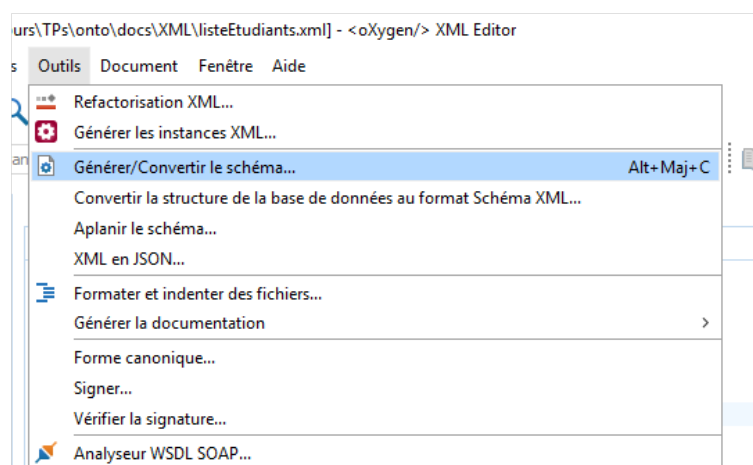 urs\TPs\onto\docs\XML\listeEtudiants.xml] - <oXygen/> XML Editor
s Outils Document Fenêtre Aide
Refactorisation XML...
Générer les instances XML...
an
Générer/Convertir le schéma... Alt+Maj+C
Convertir la structure de la base de données au format Schéma XML...
Aplanir le schéma...
XML en JSON...
Formater et indenter des fichiers...
Générer la documentation >
Forme canonique...
Signer...
Vérifier la signature...
Analyseur WSDL SOAP...